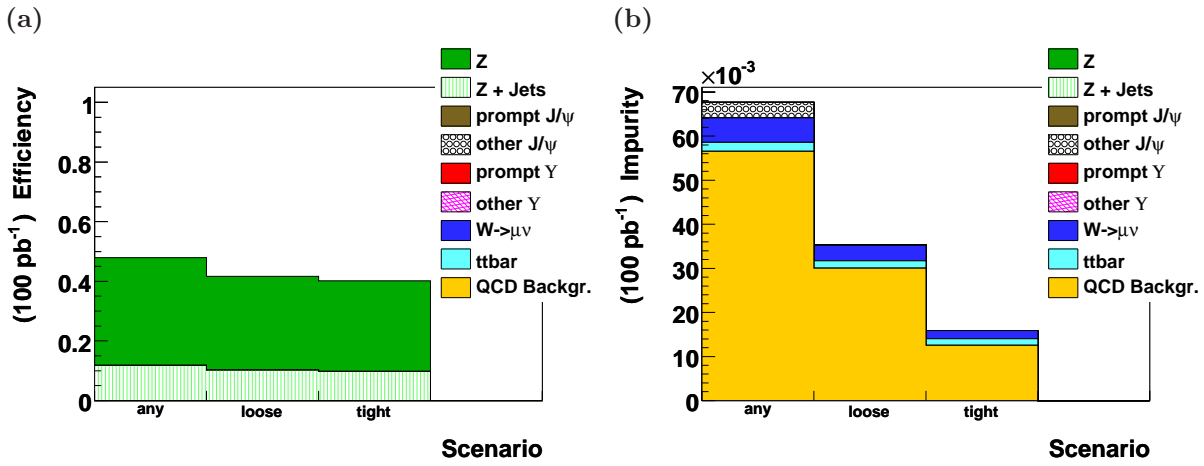 (a)
(100 pb⁻¹) Efficiency
1
0.8
0.6
0.4
0.2
0
any
loose
tight
Scenario
Z
Z + Jets
prompt J/ψ
other J/ψ
prompt ϒ
other ϒ
W->μν
ttbar
QCD Backgr.
(b)
×10⁻³
(100 pb⁻¹) Impurity
70
60
50
40
30
20
10
0
any
loose
tight
Scenario
Z
Z + Jets
prompt J/ψ
other J/ψ
prompt ϒ
other ϒ
W->μν
ttbar
QCD Backgr.